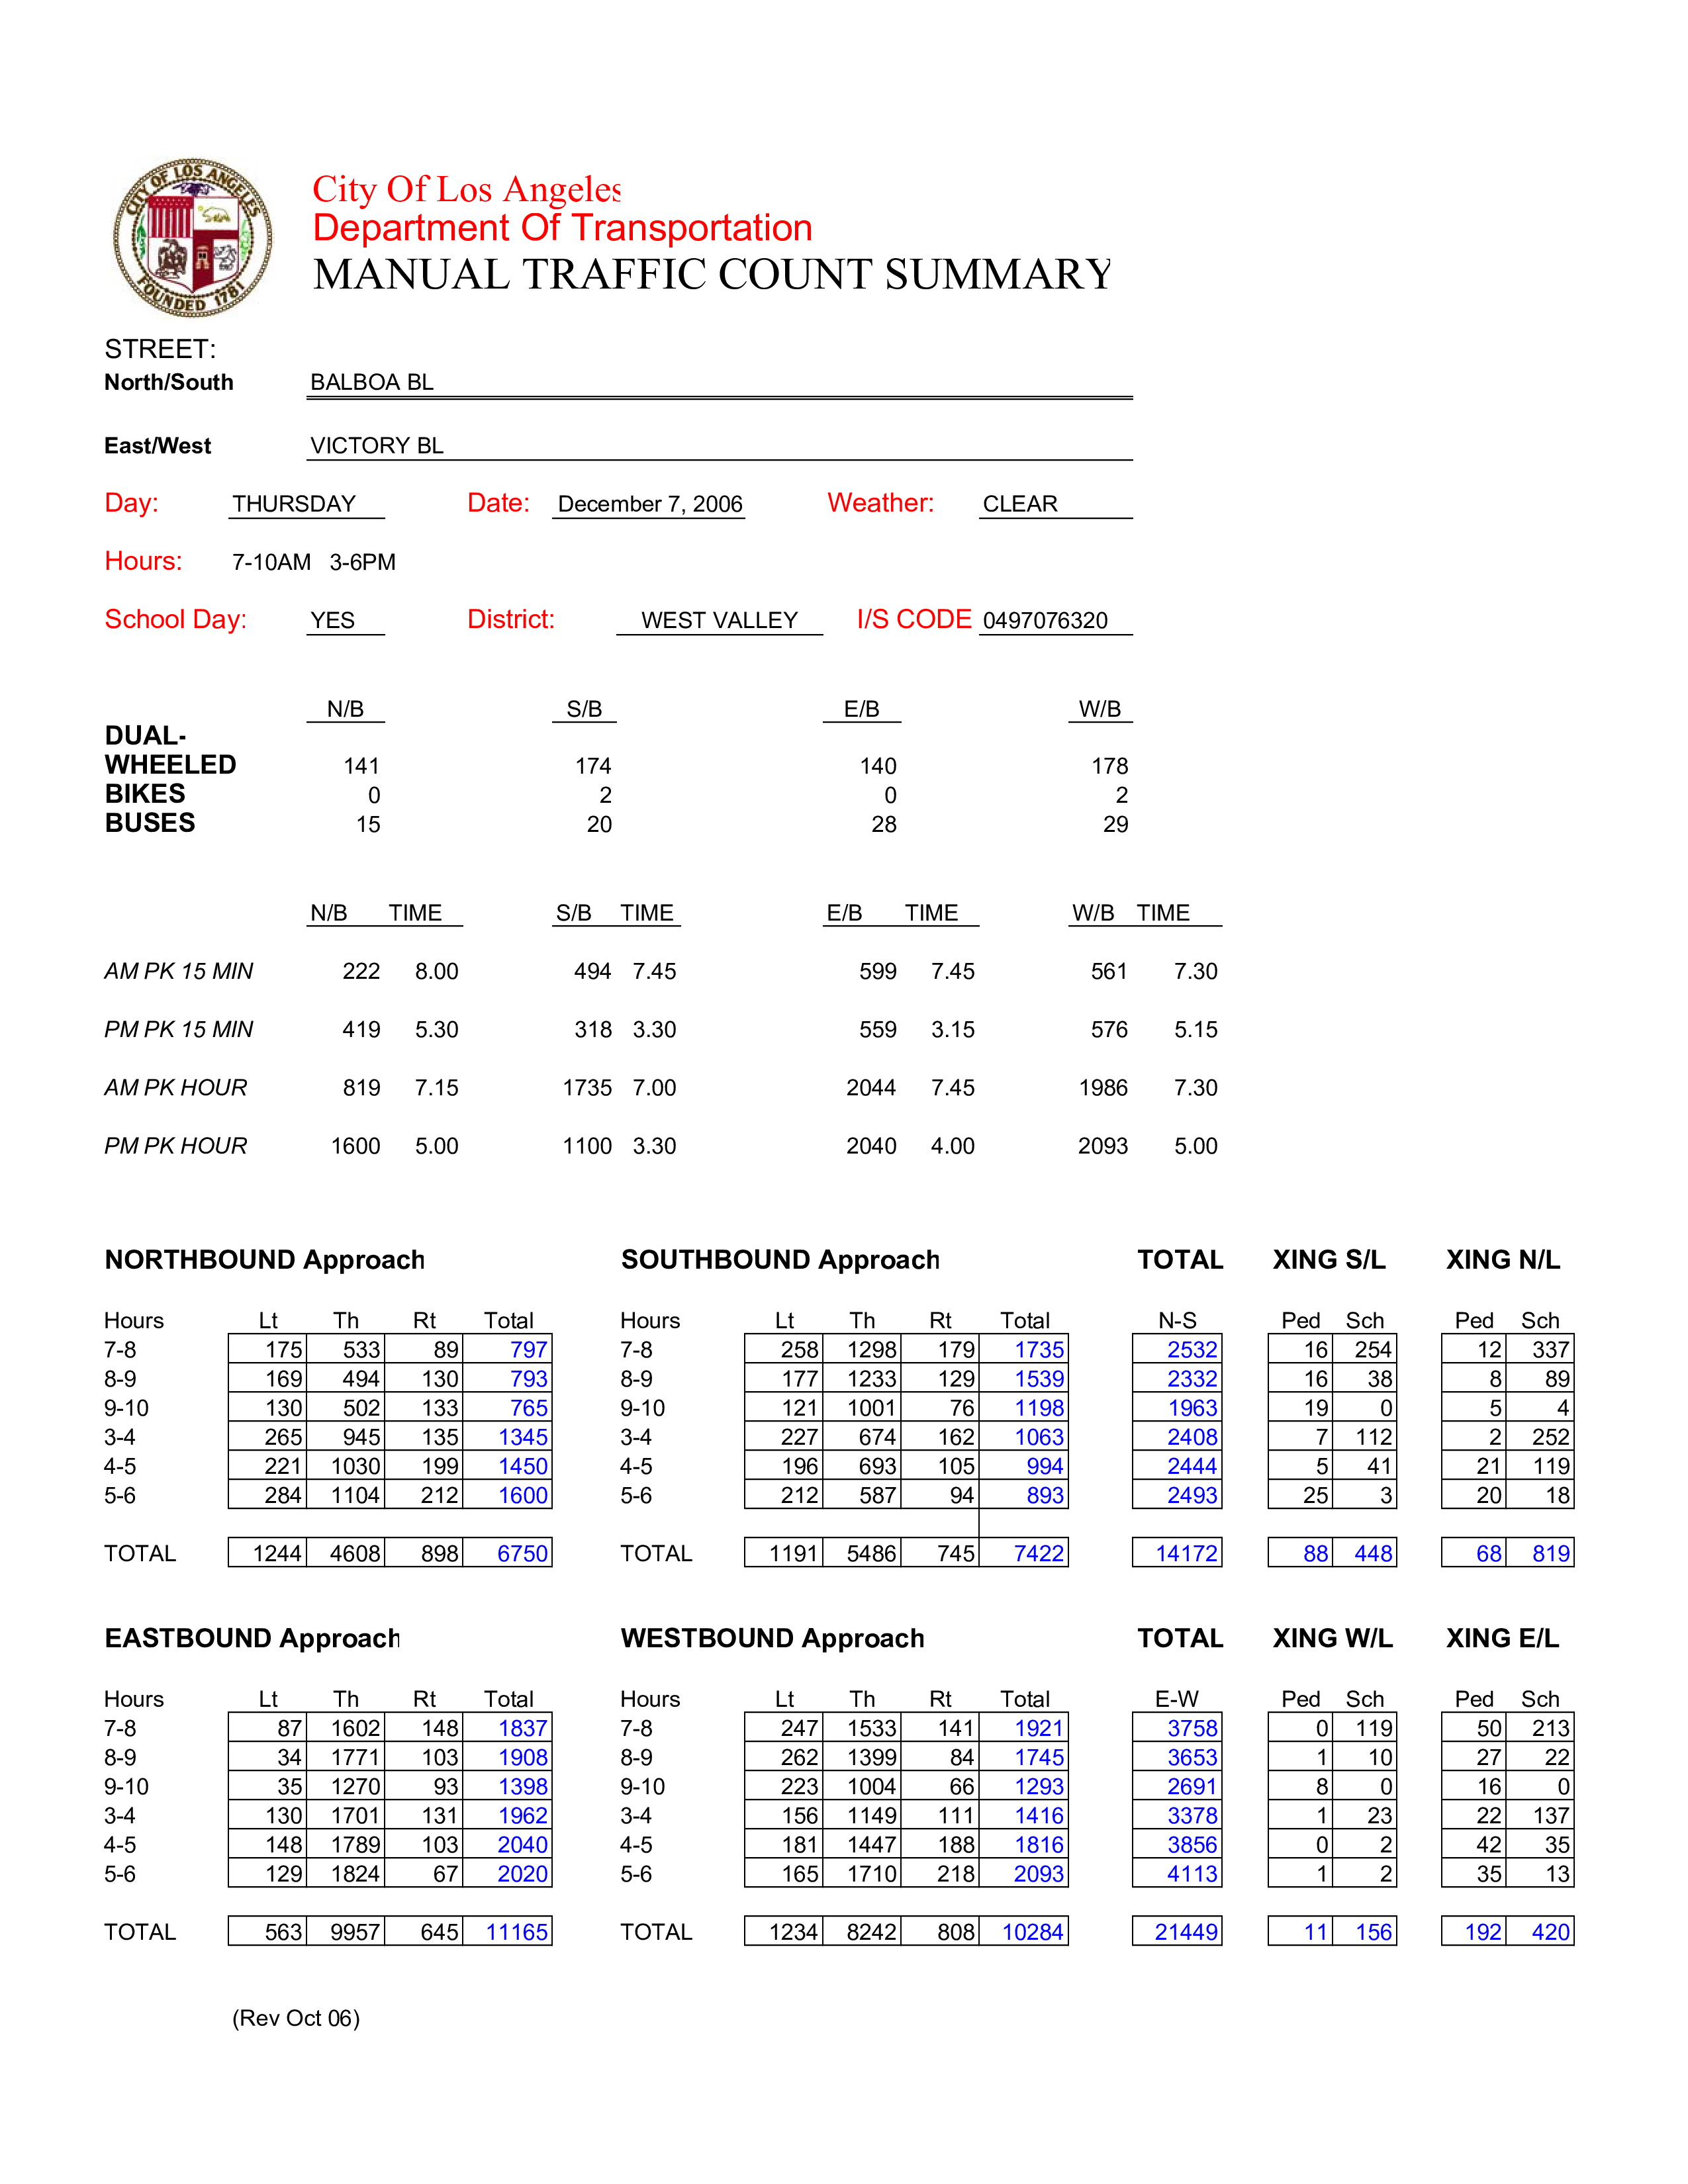 CITY OF LOS ANGELES
FOUNDED 1781
City Of Los Angeles
Department Of Transportation
MANUAL TRAFFIC COUNT SUMMARY
STREET:
North/South BALBOA BL
East/West VICTORY BL
Day: THURSDAY Date: December 7, 2006 Weather: CLEAR
Hours: 7-10AM 3-6PM
School Day: YES District: WEST VALLEY I/S CODE 0497076320
N/B S/B E/B W/B
DUAL-
WHEELED 141 174 140 178
BIKES 0 2 0 2
BUSES 15 20 28 29
N/B TIME S/B TIME E/B TIME W/B TIME
AM PK 15 MIN 222 8.00 494 7.45 599 7.45 561 7.30
PM PK 15 MIN 419 5.30 318 3.30 559 3.15 576 5.15
AM PK HOUR 819 7.15 1735 7.00 2044 7.45 1986 7.30
PM PK HOUR 1600 5.00 1100 3.30 2040 4.00 2093 5.00
NORTHBOUND Approach SOUTHBOUND Approach TOTAL XING S/L XING N/L
Hours Lt Th Rt Total Hours Lt Th Rt Total N-S Ped Sch Ped Sch
7-8 175 533 89 797 7-8 258 1298 179 1735 2532 16 254 12 337
8-9 169 494 130 793 8-9 177 1233 129 1539 2332 16 38 8 89
9-10 130 502 133 765 9-10 121 1001 76 1198 1963 19 0 5 4
3-4 265 945 135 1345 3-4 227 674 162 1063 2408 7 112 2 252
4-5 221 1030 199 1450 4-5 196 693 105 994 2444 5 41 21 119
5-6 284 1104 212 1600 5-6 212 587 94 893 2493 25 3 20 18
TOTAL 1244 4608 898 6750 TOTAL 1191 5486 745 7422 14172 88 448 68 819
EASTBOUND Approach WESTBOUND Approach TOTAL XING W/L XING E/L
Hours Lt Th Rt Total Hours Lt Th Rt Total E-W Ped Sch Ped Sch
7-8 87 1602 148 1837 7-8 247 1533 141 1921 3758 0 119 50 213
8-9 34 1771 103 1908 8-9 262 1399 84 1745 3653 1 10 27 22
9-10 35 1270 93 1398 9-10 223 1004 66 1293 2691 8 0 16 0
3-4 130 1701 131 1962 3-4 156 1149 111 1416 3378 1 23 22 137
4-5 148 1789 103 2040 4-5 181 1447 188 1816 3856 0 2 42 35
5-6 129 1824 67 2020 5-6 165 1710 218 2093 4113 1 2 35 13
TOTAL 563 9957 645 11165 TOTAL 1234 8242 808 10284 21449 11 156 192 420
(Rev Oct 06)